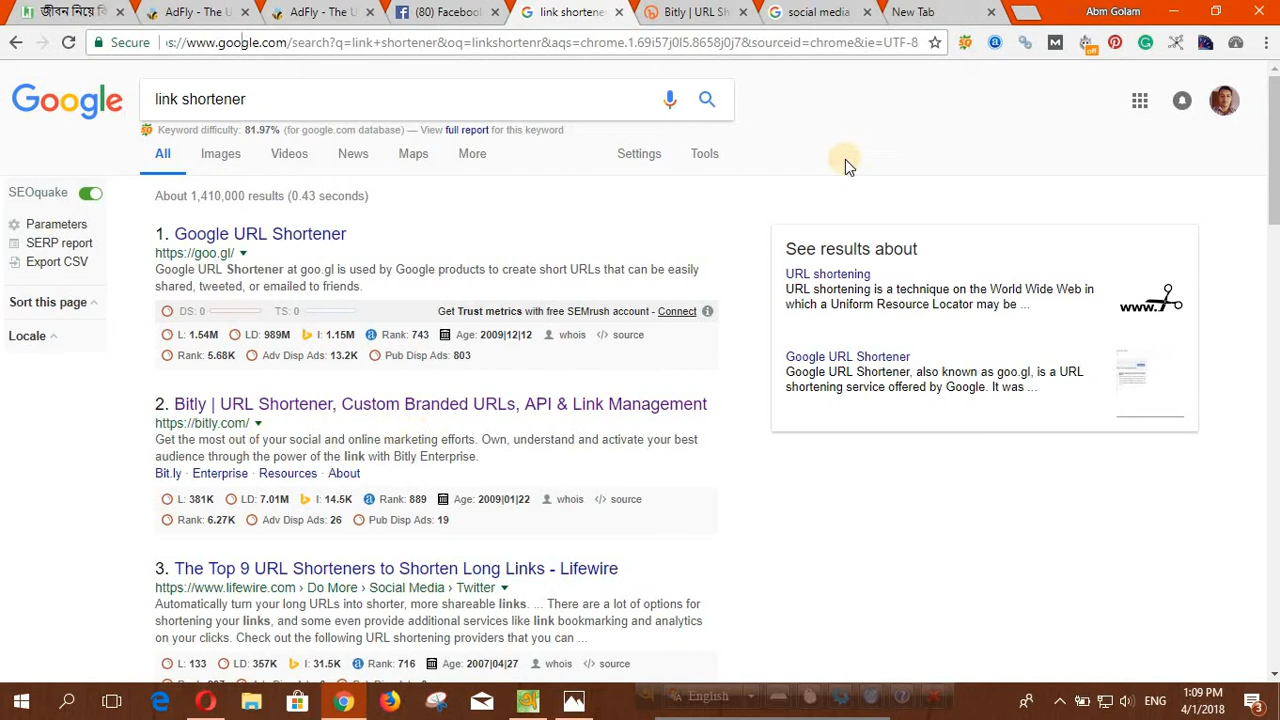 জীবন নিয়ে বি
AdFly - The U
AdFly - The U
(80) Facebook
link shortener
Bitly | URL Sh
social media
New Tab
Abm Golam
Secure
s://www.google.com/search?q=link+shortener&oq=linkshortenr&aqs=chrome.1.69i57j0l5.8658j0j7&sourceid=chrome&ie=UTF-8
off
Google
link shortener
Keyword difficulty: 81.97% (for google.com database) — View full report for this keyword
All Images Videos News Maps More Settings Tools
SEOquake
About 1,410,000 results (0.43 seconds)
Parameters
SERP report
Export CSV
Sort this page
Locale
1. Google URL Shortener
https://goo.gl/
Google URL Shortener at goo.gl is used by Google products to create short URLs that can be easily
shared, tweeted, or emailed to friends.
DS: 0 TS: 0 Get Trust metrics with free SEMrush account - Connect
L: 1.54M LD: 989M I: 1.15M Rank: 743 Age: 2009|12|12 whois source
Rank: 5.68K Adv Disp Ads: 13.2K Pub Disp Ads: 803
2. Bitly | URL Shortener, Custom Branded URLs, API & Link Management
https://bitly.com/
Get the most out of your social and online marketing efforts. Own, understand and activate your best
audience through the power of the link with Bitly Enterprise.
Bit.ly · Enterprise · Resources · About
L: 381K LD: 7.01M I: 14.5K Rank: 889 Age: 2009|01|22 whois source
Rank: 6.27K Adv Disp Ads: 26 Pub Disp Ads: 19
3. The Top 9 URL Shorteners to Shorten Long Links - Lifewire
https://www.lifewire.com › Do More › Social Media › Twitter
Automatically turn your long URLs into shorter, more shareable links. ... There are a lot of options for
shortening your links, and some even provide additional services like link bookmarking and analytics
on your clicks. Check out the following URL shortening providers that you can ...
L: 133 LD: 357K I: 31.5K Rank: 716 Age: 2007|04|27 whois source
See results about
URL shortening
URL shortening is a technique on the World Wide Web in
which a Uniform Resource Locator may be ...
www.
Google URL Shortener
Google URL Shortener, also known as goo.gl, is a URL
shortening service offered by Google. It was ...
English
ENG
1:09 PM
4/1/2018
3